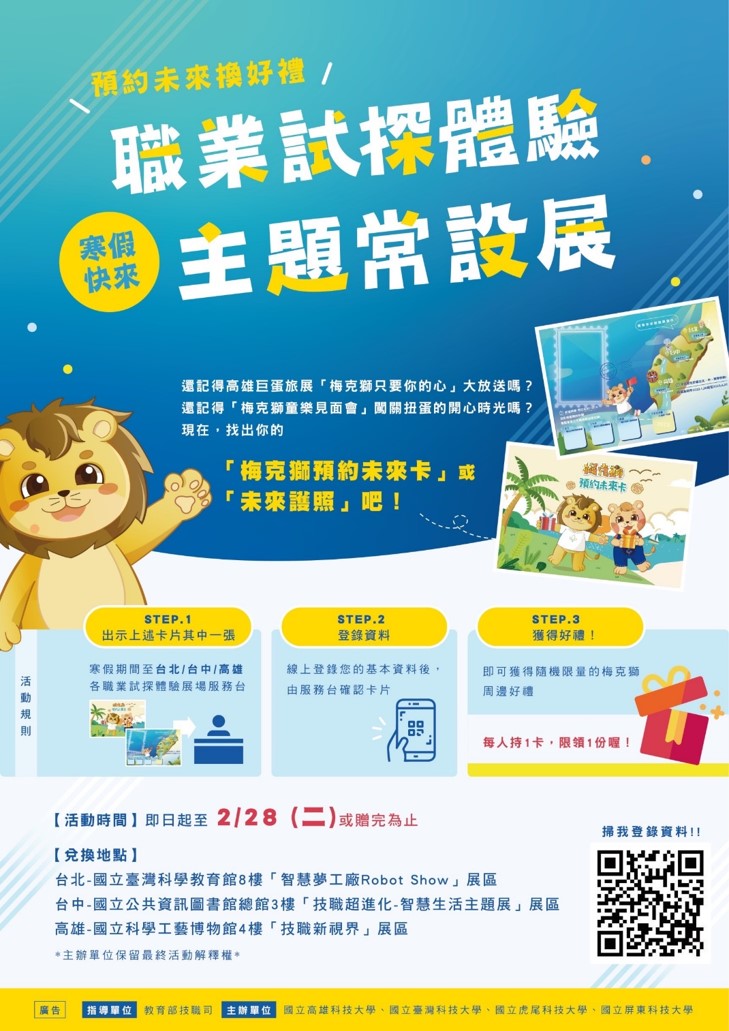 預約未來換好禮
職業試探體驗
寒假
快來
主題常設展
還記得高雄巨蛋旅展「梅克獅只要你的心」大放送嗎？
還記得「梅克獅童樂見面會」闖關扭蛋的開心時光嗎？
現在，找出你的
「梅克獅預約未來卡」或
「未來護照」吧！
梅克獅
預約未來卡
STEP.1
出示上述卡片其中一張
STEP.2
登錄資料
STEP.3
獲得好禮！
活動規則
寒假期間至台北/台中/高雄
各職業試探體驗展場服務台
線上登錄您的基本資料後，
由服務台確認卡片
即可獲得隨機限量的梅克獅
周邊好禮
每人持1卡，限領1份喔！
【活動時間】即日起至 2/28 (二)或贈完為止
掃我登錄資料!!
【兌換地點】
台北-國立臺灣科學教育館8樓「智慧夢工廠Robot Show」展區
台中-國立公共資訊圖書館總館3樓「技職超進化-智慧生活主題展」展區
高雄-國立科學工藝博物館4樓「技職新視界」展區
*主辦單位保留最終活動解釋權*
廣告 指導單位 教育部技職司 主辦單位 國立高雄科技大學、國立臺灣科技大學、國立虎尾科技大學、國立屏東科技大學